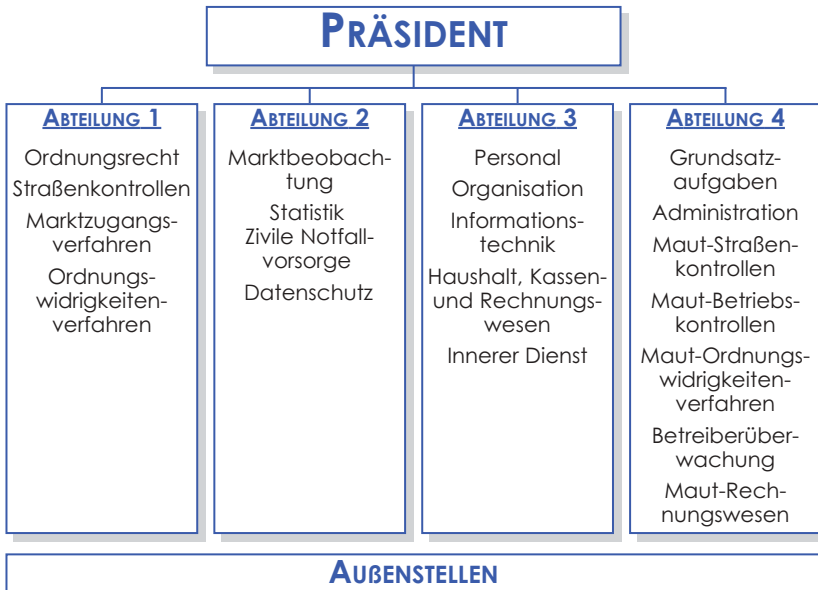 PRÄSIDENT
ABTEILUNG 1
Ordnungsrecht
Straßenkontrollen
Marktzugangs-
verfahren
Ordnungs-
widrigkeiten-
verfahren
ABTEILUNG 2
Marktbeobach-
tung
Statistik
Zivile Notfall-
vorsorge
Datenschutz
ABTEILUNG 3
Personal
Organisation
Informations-
technik
Haushalt, Kassen-
und Rechnungs-
wesen
Innerer Dienst
ABTEILUNG 4
Grundsatz-
aufgaben
Administration
Maut-Straßen-
kontrollen
Maut-Betriebs-
kontrollen
Maut-Ordnungs-
widrigkeiten-
verfahren
Betreiberüber-
wachung
Maut-Rech-
nungswesen
AUßENSTELLEN